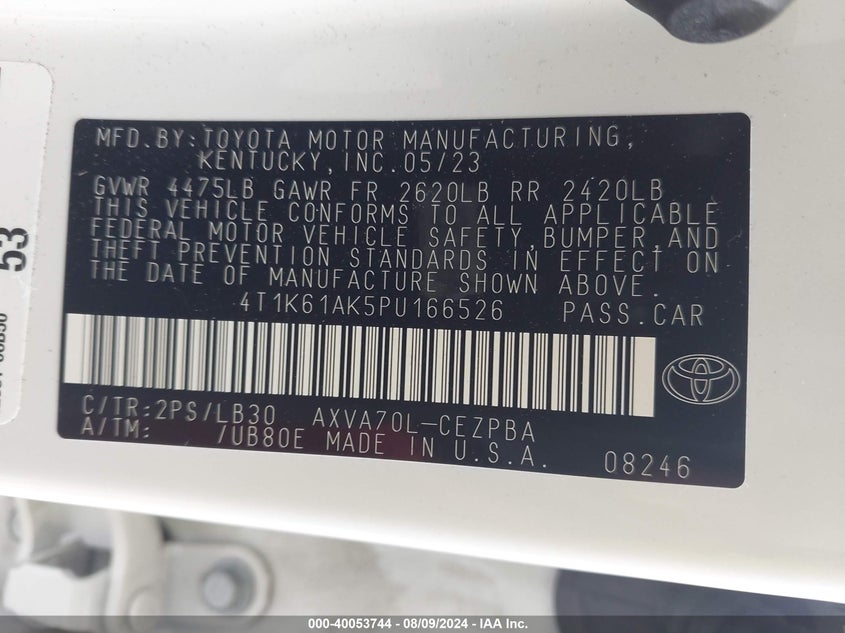 53
MFD.BY:TOYOTA MOTOR MANUFACTURING,
KENTUCKY,INC.05/23
GVWR 4475LB GAWR FR 2620LB RR 2420LB
THIS VEHICLE CONFORMS TO ALL APPLICABLE
FEDERAL MOTOR VEHICLE SAFETY,BUMPER,AND
THEFT PREVENTION STANDARDS IN EFFECT ON
THE DATE OF MANUFACTURE SHOWN ABOVE.
4T1K61AK5PU166526 PASS.CAR
C/TR:2PS/LB30 AXVA70L-CEZPBA
A/TM: /UB80E MADE IN U.S.A. 08246
000-40053744 - 08/09/2024 - IAA Inc.